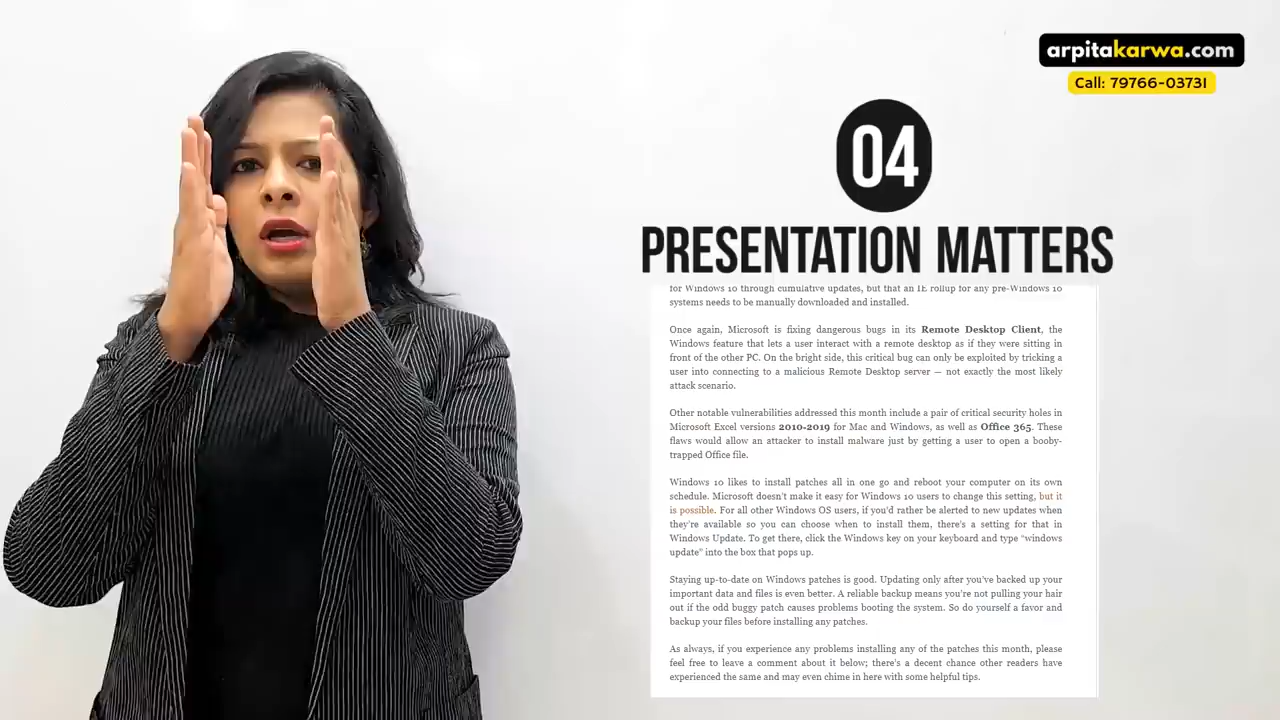 arpitakarwa.com
Call: 79766-03731
04
PRESENTATION MATTERS
for Windows 10 through cumulative updates, but that an IE rollup for any pre-Windows 10
systems needs to be manually downloaded and installed.
Once again, Microsoft is fixing dangerous bugs in its Remote Desktop Client, the
Windows feature that lets a user interact with a remote desktop as if they were sitting in
front of the other PC. On the bright side, this critical bug can only be exploited by tricking a
user into connecting to a malicious Remote Desktop server — not exactly the most likely
attack scenario.
Other notable vulnerabilities addressed this month include a pair of critical security holes in
Microsoft Excel versions 2010-2019 for Mac and Windows, as well as Office 365. These
flaws would allow an attacker to install malware just by getting a user to open a booby-
trapped Office file.
Windows 10 likes to install patches all in one go and reboot your computer on its own
schedule. Microsoft doesn't make it easy for Windows 10 users to change this setting, but it
is possible. For all other Windows OS users, if you'd rather be alerted to new updates when
they're available so you can choose when to install them, there's a setting for that in
Windows Update. To get there, click the Windows key on your keyboard and type “windows
update” into the box that pops up.
Staying up-to-date on Windows patches is good. Updating only after you've backed up your
important data and files is even better. A reliable backup means you're not pulling your hair
out if the odd buggy patch causes problems booting the system. So do yourself a favor and
backup your files before installing any patches.
As always, if you experience any problems installing any of the patches this month, please
feel free to leave a comment about it below; there's a decent chance other readers have
experienced the same and may even chime in here with some helpful tips.